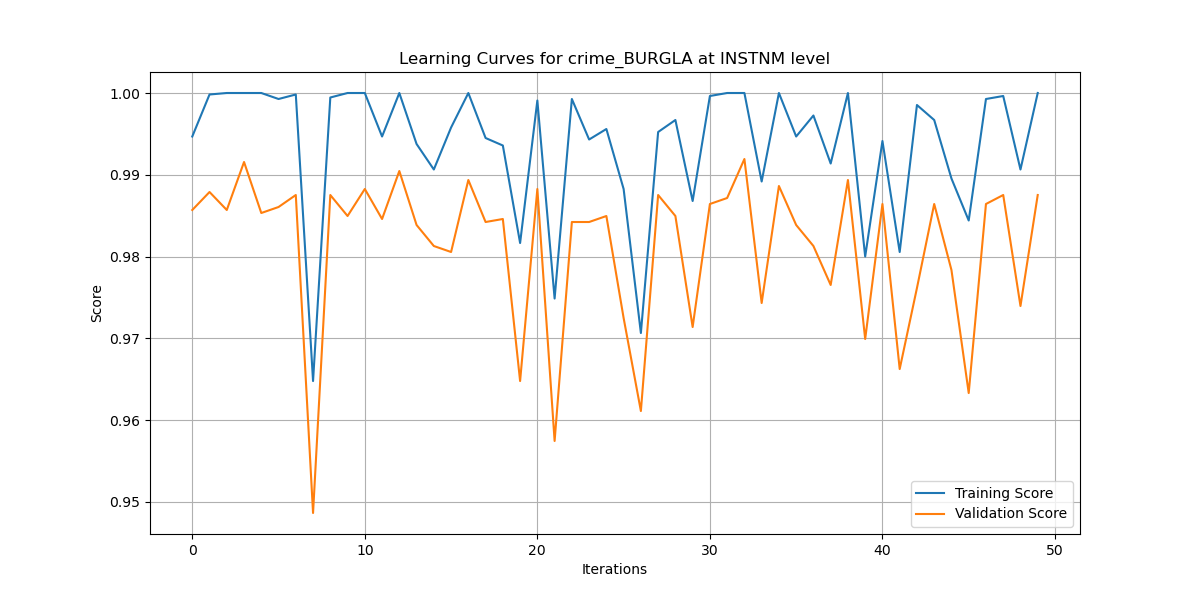 Learning Curves for crime_BURGLA at INSTNM level
1.00
0.99
0.98
0.97
0.96
0.95
Score
0 10 20 30 40 50
Iterations
Training Score
Validation Score